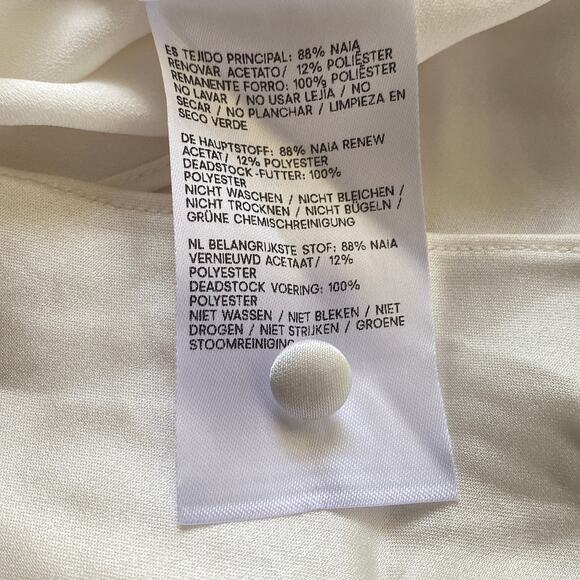 ES TEJIDO PRINCIPAL: 88% NAIA
RENOVAR ACETATO/ 12% POLIÉSTER
REMANENTE FORRO: 100% POLIÉSTER
NO LAVAR / NO USAR LEJÍA / NO
SECAR / NO PLANCHAR / LIMPIEZA EN
SECO VERDE
DE HAUPTSTOFF: 88% NAIA RENEW
ACETAT/ 12% POLYESTER
DEADSTOCK-FUTTER: 100%
POLYESTER
NICHT WASCHEN / NICHT BLEICHEN /
NICHT TROCKNEN / NICHT BÜGELN /
GRÜNE CHEMISCHREINIGUNG
NL BELANGRIJKSTE STOF: 88% NAIA
VERNIEUWD ACETAAT/ 12%
POLYESTER
DEADSTOCK VOERING: 100%
POLYESTER
NIET WASSEN / NIET BLEKEN / NIET
DROGEN / NIET STRIJKEN / GROENE
STOOMREINIGING